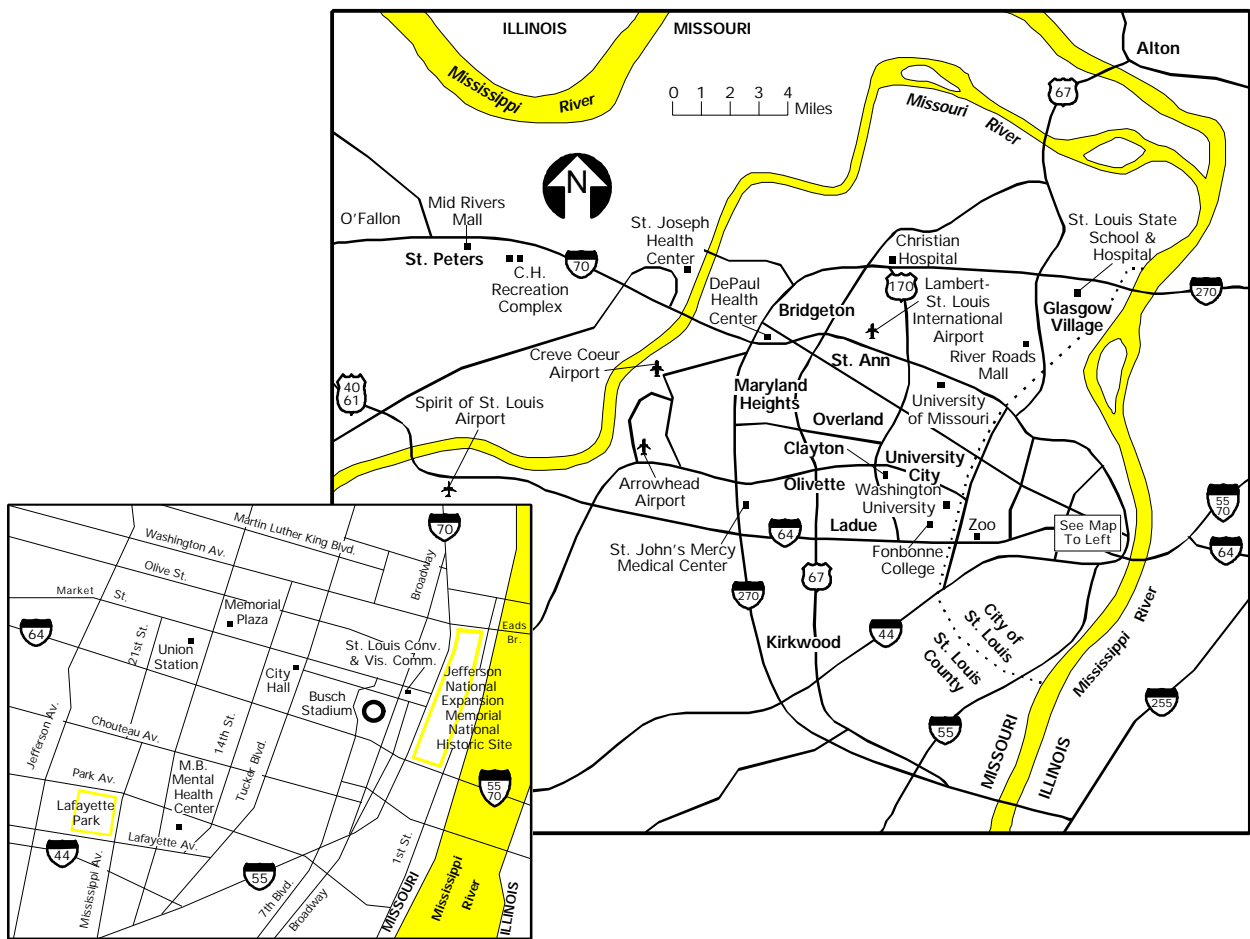 ILLINOIS
MISSOURI
Alton
Mississippi
River
0 1 2 3 4
Miles
67
Missouri
River
N
O'Fallon
Mid Rivers
Mall
St. Peters
C.H.
Recreation
Complex
70
St. Joseph
Health
Center
Christian
Hospital
St. Louis State
School &
Hospital
DePaul
Health
Center
Bridgeton
170
Lambert-
St. Louis
International
Airport
Glasgow
Village
270
Creve Coeur
Airport
St. Ann
River Roads
Mall
40
61
Spirit of St. Louis
Airport
Maryland
Heights
University
of Missouri
Overland
Clayton
University
City
Arrowhead
Airport
Olivette
Washington
University
Ladue
64
Zoo
See Map
To Left
55
70
64
St. John's Mercy
Medical Center
Fonbonne
College
67
270
Kirkwood
44
City of
St. Louis
St. Louis
County
Mississippi River
255
55
MISSOURI
ILLINOIS
Martin Luther King Blvd.
Washington Av.
70
Olive St.
Broadway
Market St.
Memorial
Plaza
Eads
Br.
64
21st St.
Union
Station
St. Louis Conv.
& Vis. Comm.
City
Hall
Busch
Stadium
Jefferson
National
Expansion
Memorial
National
Historic Site
Jefferson Av.
Chouteau Av.
14th St.
Tucker Blvd.
M.B.
Mental
Health
Center
Park Av.
55
70
Lafayette
Park
Lafayette Av.
44
Mississippi Av.
55
1st St.
7th Blvd.
Broadway
MISSOURI
Mississippi
River
ILLINOIS